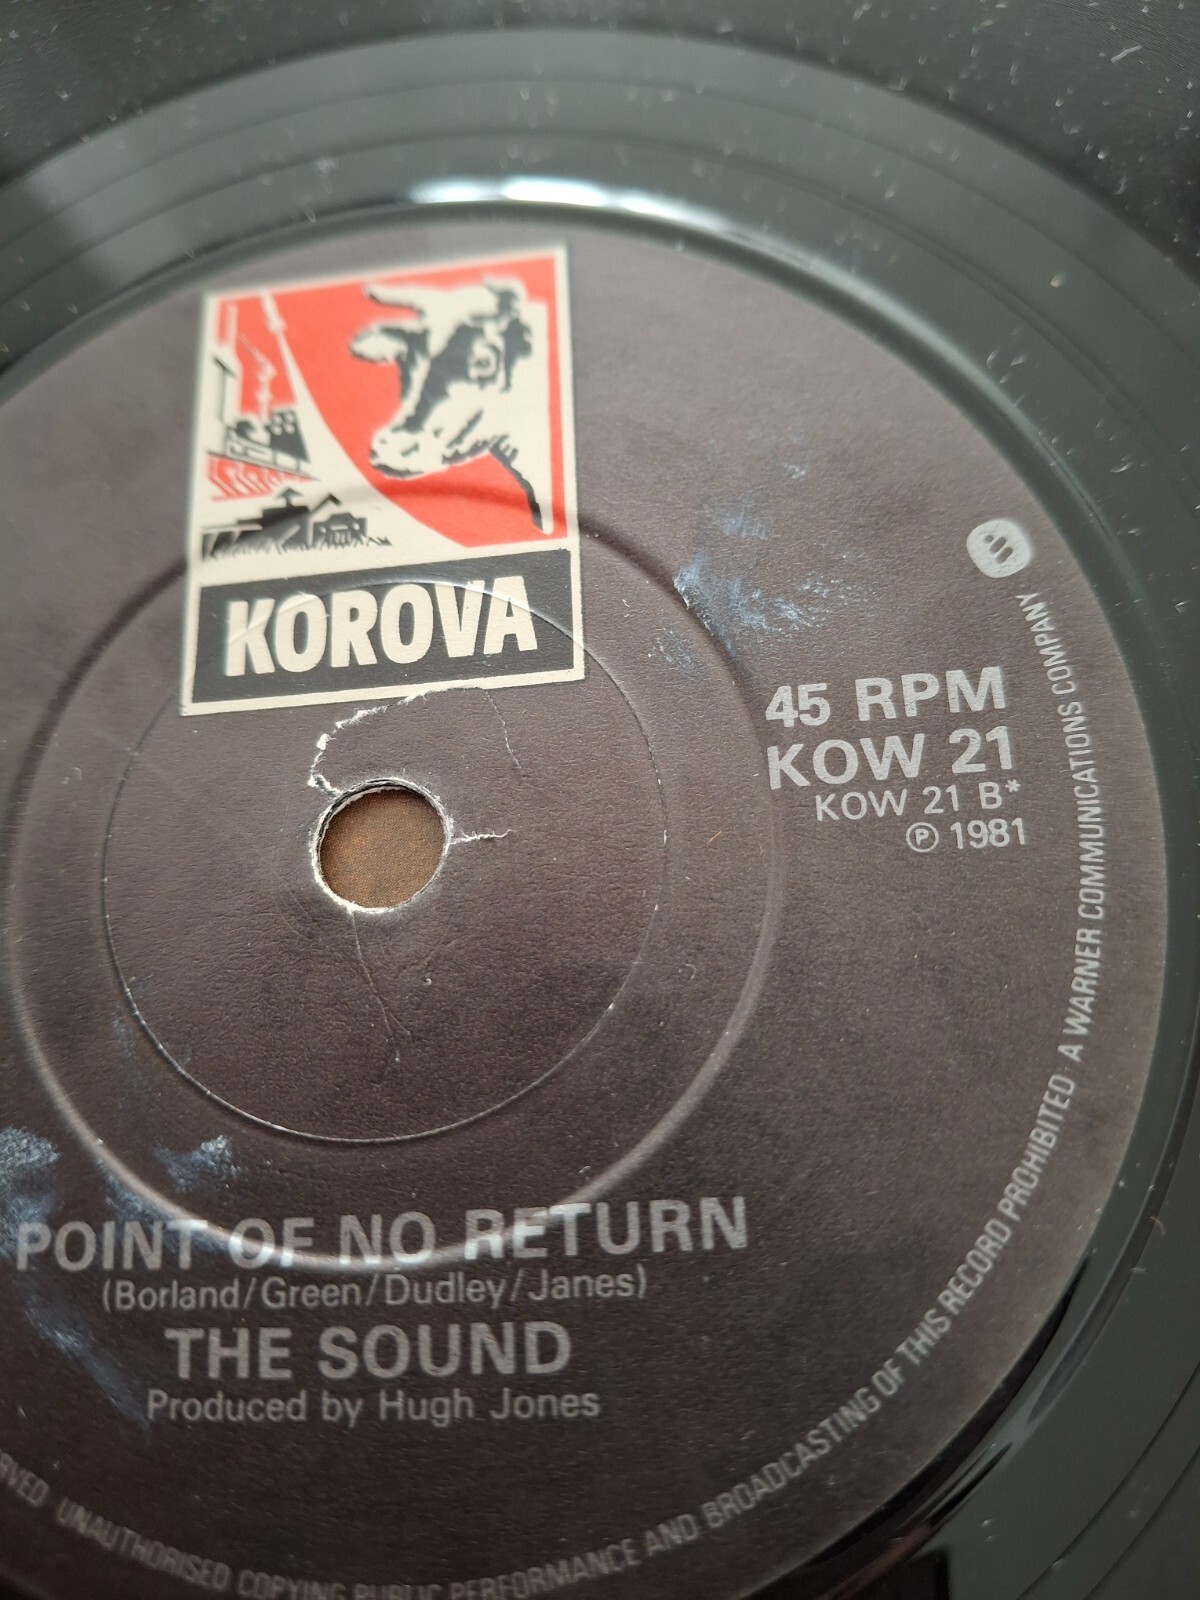 KOROVA
45 RPM
KOW 21
KOW 21 B*
Ⓟ 1981
POINT OF NO RETURN
(Borland/Green/Dudley/Janes)
THE SOUND
Produced by Hugh Jones
UNAUTHORISED COPYING PUBLIC PERFORMANCE AND BROADCASTING OF THIS RECORD PROHIBITED · A WARNER COMMUNICATIONS COMPANY